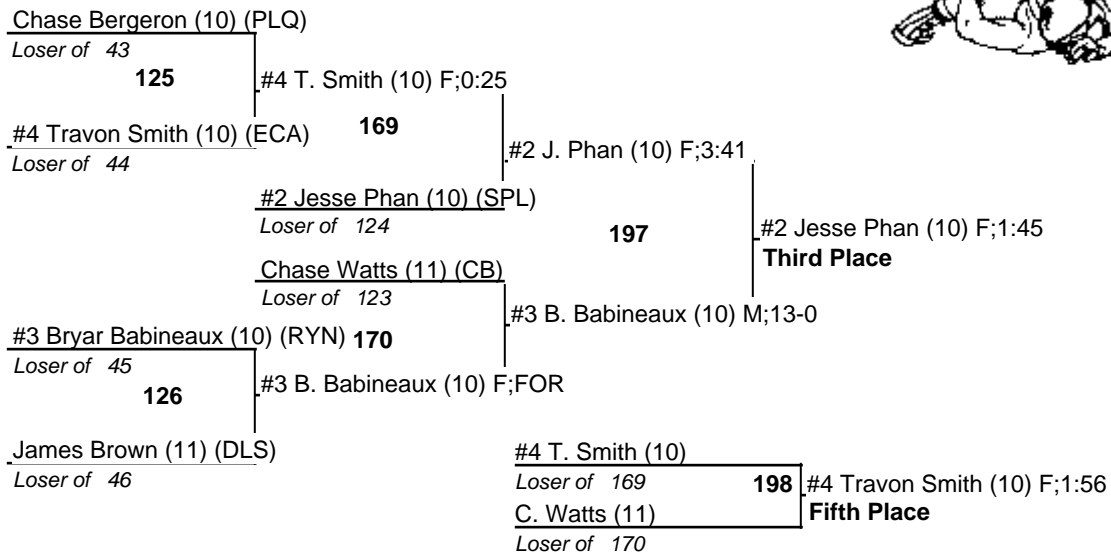 Chase Bergeron (10) (PLQ)
Loser of 43
125
#4 T. Smith (10) F;0:25
#4 Travon Smith (10) (ECA)
Loser of 44
169
#2 J. Phan (10) F;3:41
#2 Jesse Phan (10) (SPL)
Loser of 124
197
#2 Jesse Phan (10) F;1:45
Third Place
Chase Watts (11) (CB)
Loser of 123
#3 B. Babineaux (10) M;13-0
#3 Bryar Babineaux (10) (RYN)
170
Loser of 45
126
#3 B. Babineaux (10) F;FOR
James Brown (11) (DLS)
Loser of 46
#4 T. Smith (10)
Loser of 169
198
#4 Travon Smith (10) F;1:56
Fifth Place
C. Watts (11)
Loser of 170